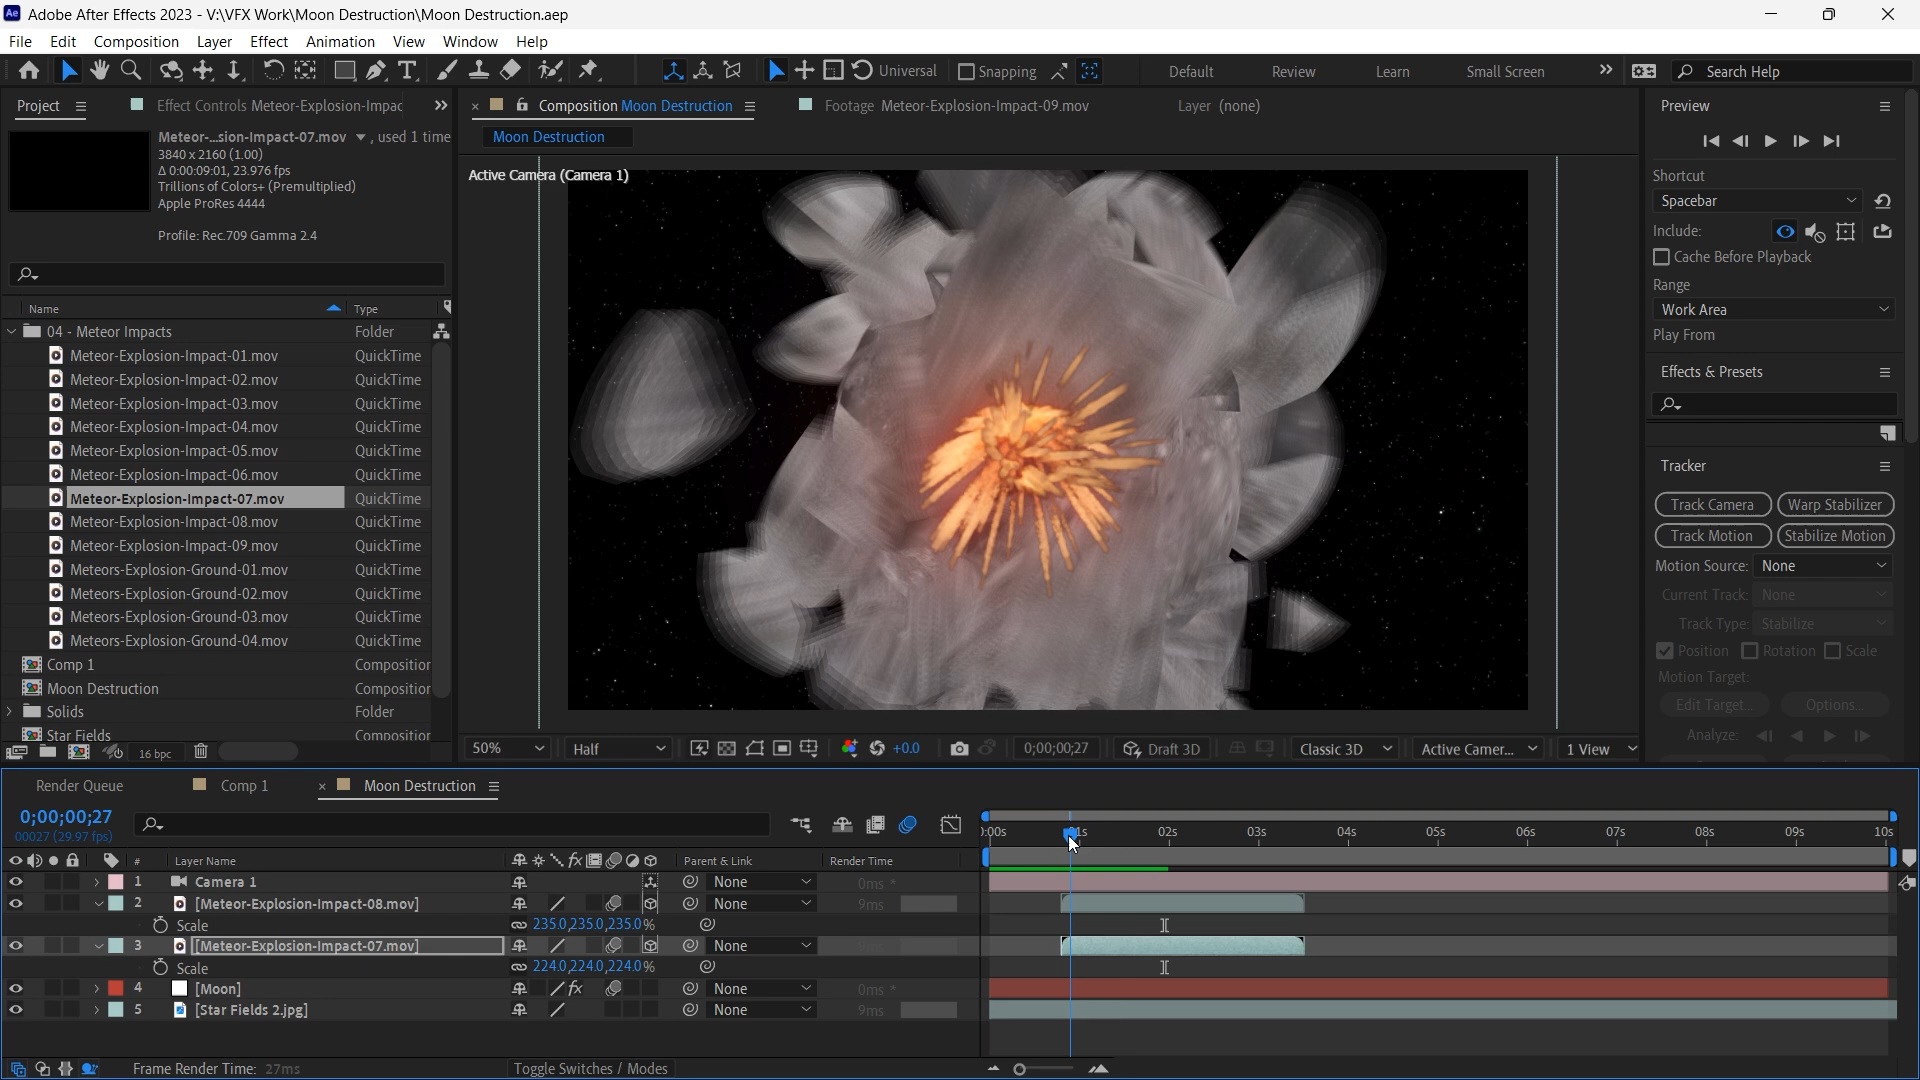 Adobe After Effects 2023 - V:\VFX Work\Moon Destruction\Moon Destruction.aep
File Edit Composition Layer Effect Animation View Window Help
Universal Snapping Default Review Learn Small Screen Search Help
Project Effect Controls Meteor-Explosion-Impac
Composition Moon Destruction Footage Meteor-Explosion-Impact-09.mov Layer (none)
Moon Destruction
Meteor-...sion-Impact-07.mov , used 1 time
3840 x 2160 (1.00)
Δ 0:00:09:01, 23.976 fps
Trillions of Colors+ (Premultiplied)
Apple ProRes 4444
Profile: Rec.709 Gamma 2.4
Name Type
04 - Meteor Impacts Folder
Meteor-Explosion-Impact-01.mov QuickTime
Meteor-Explosion-Impact-02.mov QuickTime
Meteor-Explosion-Impact-03.mov QuickTime
Meteor-Explosion-Impact-04.mov QuickTime
Meteor-Explosion-Impact-05.mov QuickTime
Meteor-Explosion-Impact-06.mov QuickTime
Meteor-Explosion-Impact-07.mov QuickTime
Meteor-Explosion-Impact-08.mov QuickTime
Meteor-Explosion-Impact-09.mov QuickTime
Meteors-Explosion-Ground-01.mov QuickTime
Meteors-Explosion-Ground-02.mov QuickTime
Meteors-Explosion-Ground-03.mov QuickTime
Meteors-Explosion-Ground-04.mov QuickTime
Comp 1 Compositior
Moon Destruction Compositior
Solids Folder
Star Fields Compositior
16 bpc
Active Camera (Camera 1)
50% Half +0.0 0;00;00;27 Draft 3D Classic 3D Active Camer... 1 View
Preview
Shortcut
Spacebar
Include:
Cache Before Playback
Range
Work Area
Play From
Effects & Presets
Tracker
Track Camera Warp Stabilizer
Track Motion Stabilize Motion
Motion Source: None
Current Track: None
Track Type: Stabilize
Position Rotation Scale
Motion Target:
Edit Target... Options...
Analyze:
Render Queue Comp 1 Moon Destruction
0;00;00;27
00027 (29.97 fps)
):00s 01s 02s 03s 04s 05s 06s 07s 08s 09s 10s
# Layer Name fx Parent & Link Render Time
1 Camera 1 None 0ms *
2 [Meteor-Explosion-Impact-08.mov] None 9ms
Scale 235.0,235.0,235.0%
3 [Meteor-Explosion-Impact-07.mov] None
Scale 224.0,224.0,224.0%
4 [Moon] fx None 0ms *
5 [Star Fields 2.jpg] None 9ms
Frame Render Time: 27ms Toggle Switches / Modes